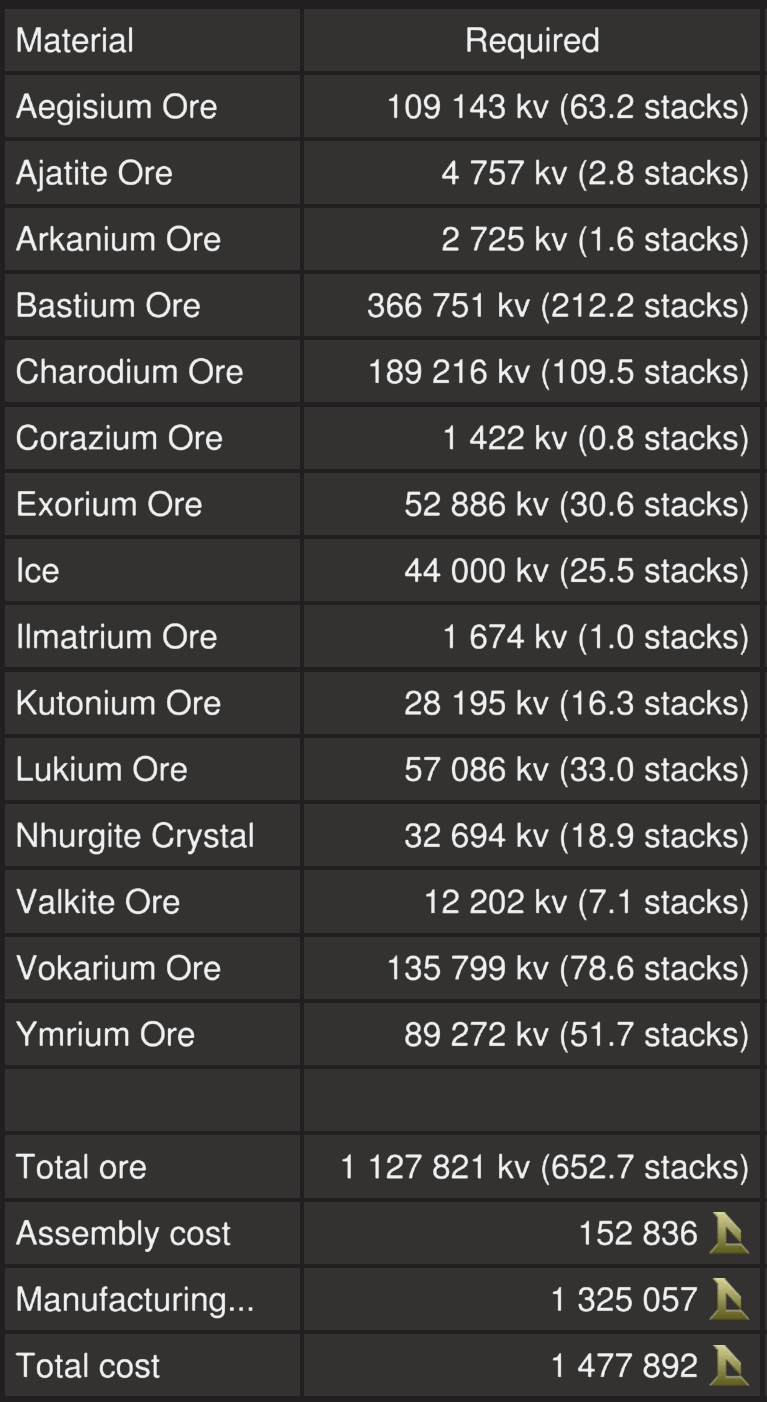 Material Required
Aegisium Ore 109 143 kv (63.2 stacks)
Ajatite Ore 4 757 kv (2.8 stacks)
Arkanium Ore 2 725 kv (1.6 stacks)
Bastium Ore 366 751 kv (212.2 stacks)
Charodium Ore 189 216 kv (109.5 stacks)
Corazium Ore 1 422 kv (0.8 stacks)
Exorium Ore 52 886 kv (30.6 stacks)
Ice 44 000 kv (25.5 stacks)
Ilmatrium Ore 1 674 kv (1.0 stacks)
Kutonium Ore 28 195 kv (16.3 stacks)
Lukium Ore 57 086 kv (33.0 stacks)
Nhurgite Crystal 32 694 kv (18.9 stacks)
Valkite Ore 12 202 kv (7.1 stacks)
Vokarium Ore 135 799 kv (78.6 stacks)
Ymrium Ore 89 272 kv (51.7 stacks)
Total ore 1 127 821 kv (652.7 stacks)
Assembly cost 152 836
Manufacturing... 1 325 057
Total cost 1 477 892